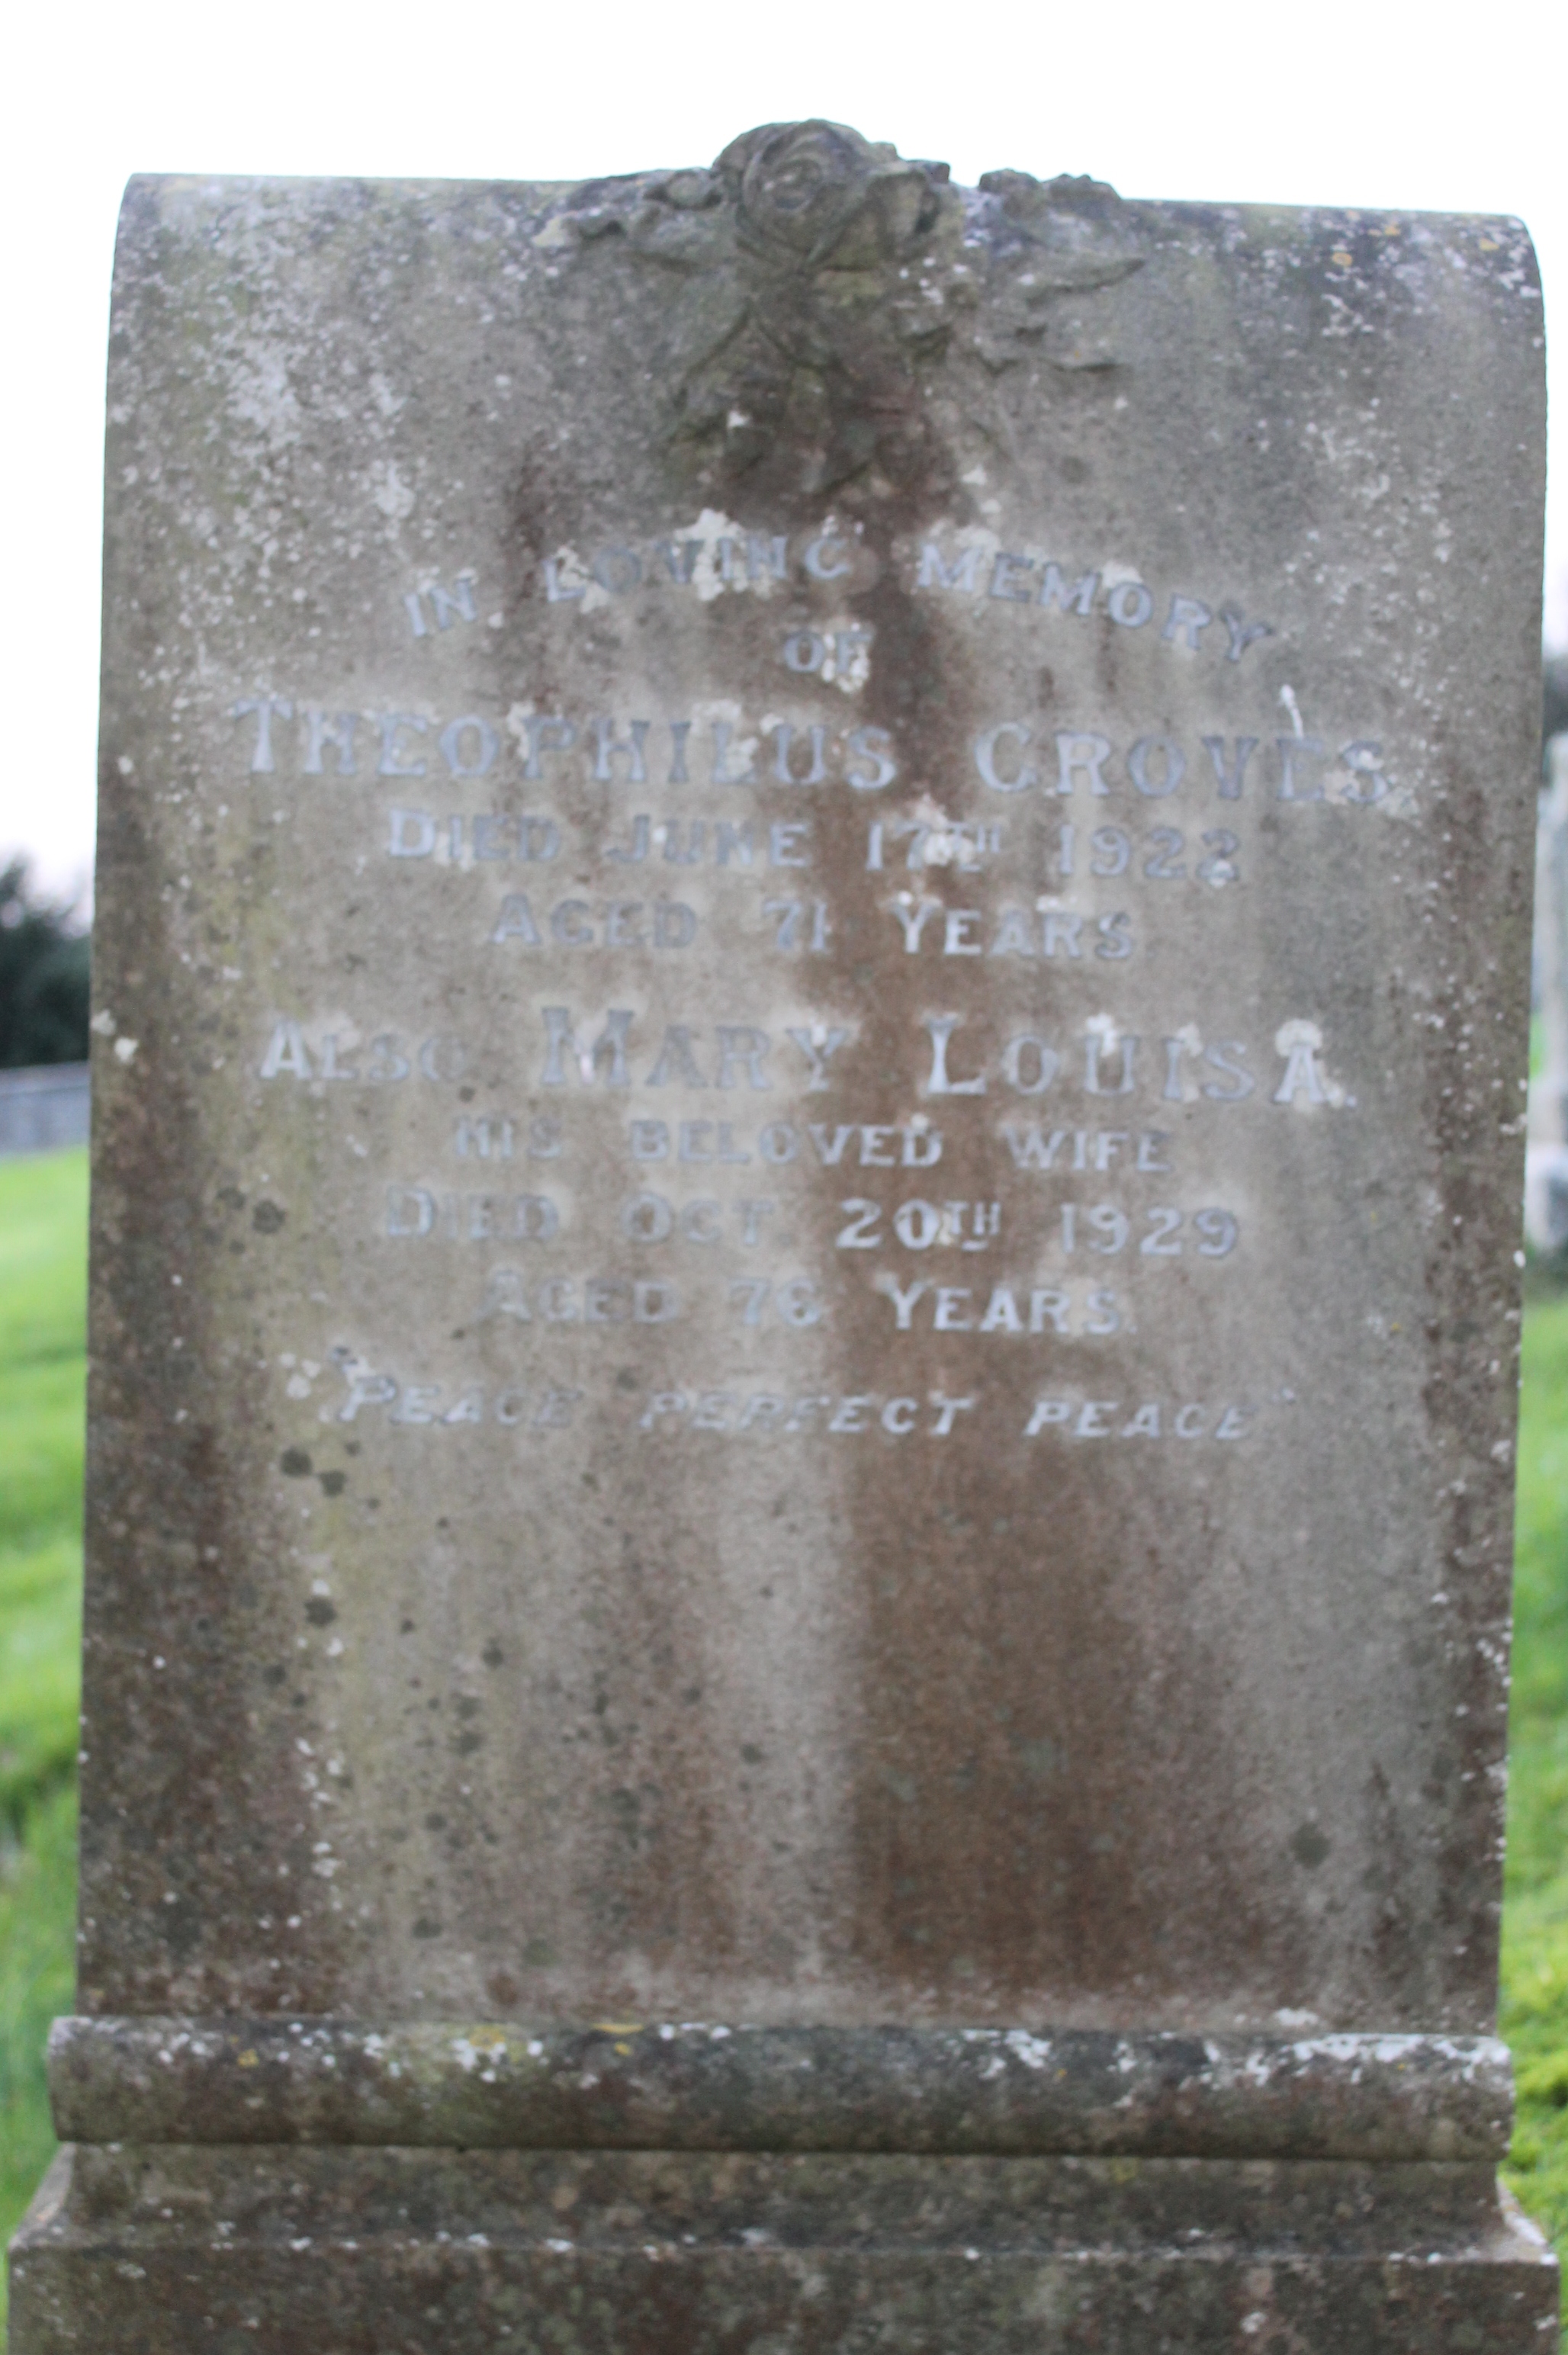 IN LOVING MEMORY
OF
THEOPHILUS GROVES.
DIED JUNE 17TH 1922
AGED 71 YEARS
ALSO MARY LOUISA.
HIS BELOVED WIFE
DIED OCT 20TH 1929
AGED 76 YEARS.
"PEACE PERFECT PEACE"